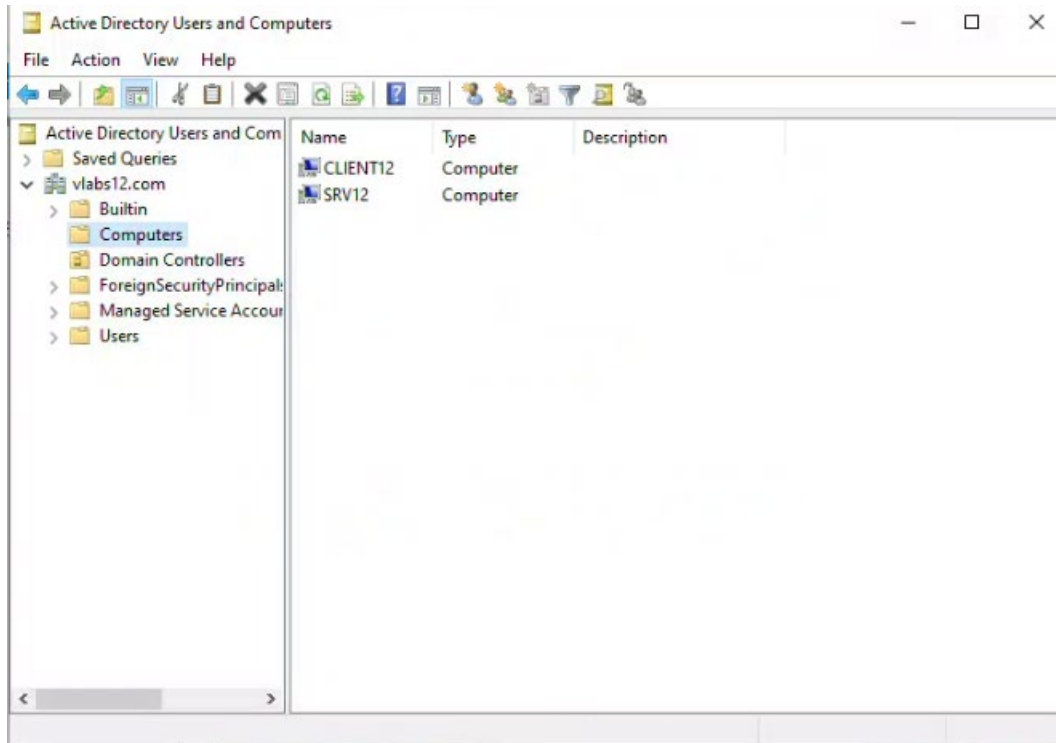 Active Directory Users and Computers
File Action View Help
Active Directory Users and Com
Saved Queries
vlabs12.com
Builtin
Computers
Domain Controllers
ForeignSecurityPrincipals
Managed Service Accour
Users
Name Type Description
CLIENT12 Computer
SRV12 Computer